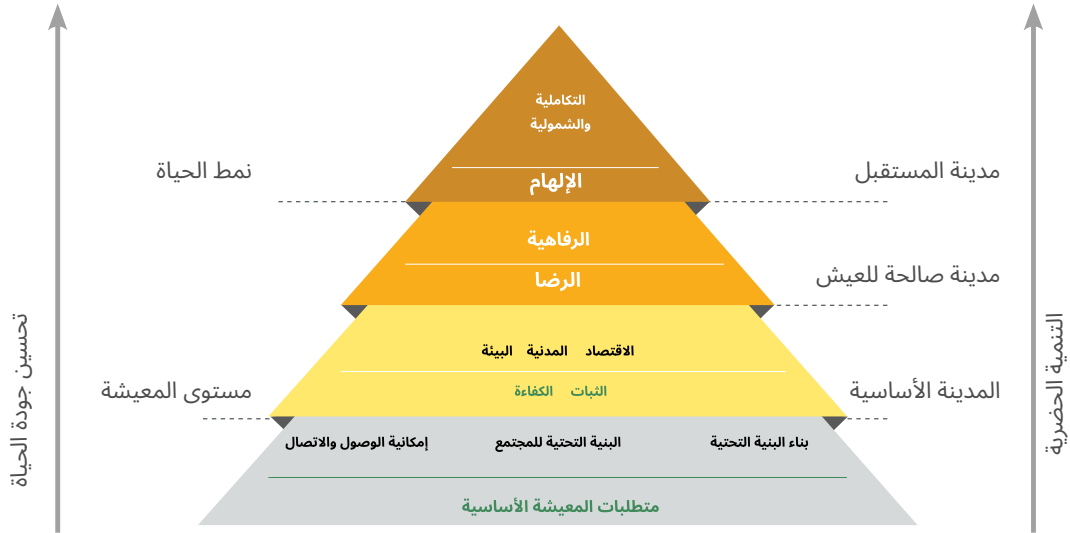 التكاملية
والشمولية
الإلهام
نمط الحياة
مدينة المستقبل
الرفاهية
الرضا
مدينة صالحة للعيش
الاقتصاد المدنية البيئة
الثبات الكفاءة
المدينة الأساسية
مستوى المعيشة
بناء البنية التحتية
البنية التحتية للمجتمع
إمكانية الوصول والاتصال
متطلبات المعيشة الأساسية
التنمية الحضرية
تحسين جودة الحياة